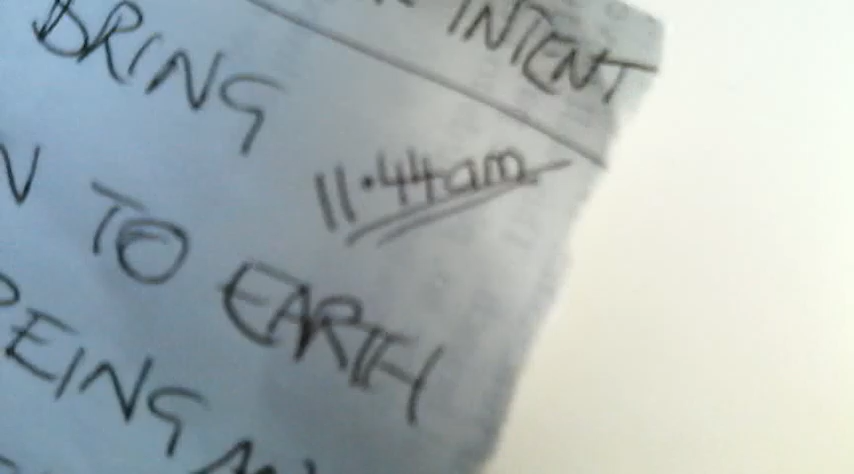 INTENT
BRING
11.44am
N TO EARTH
EING